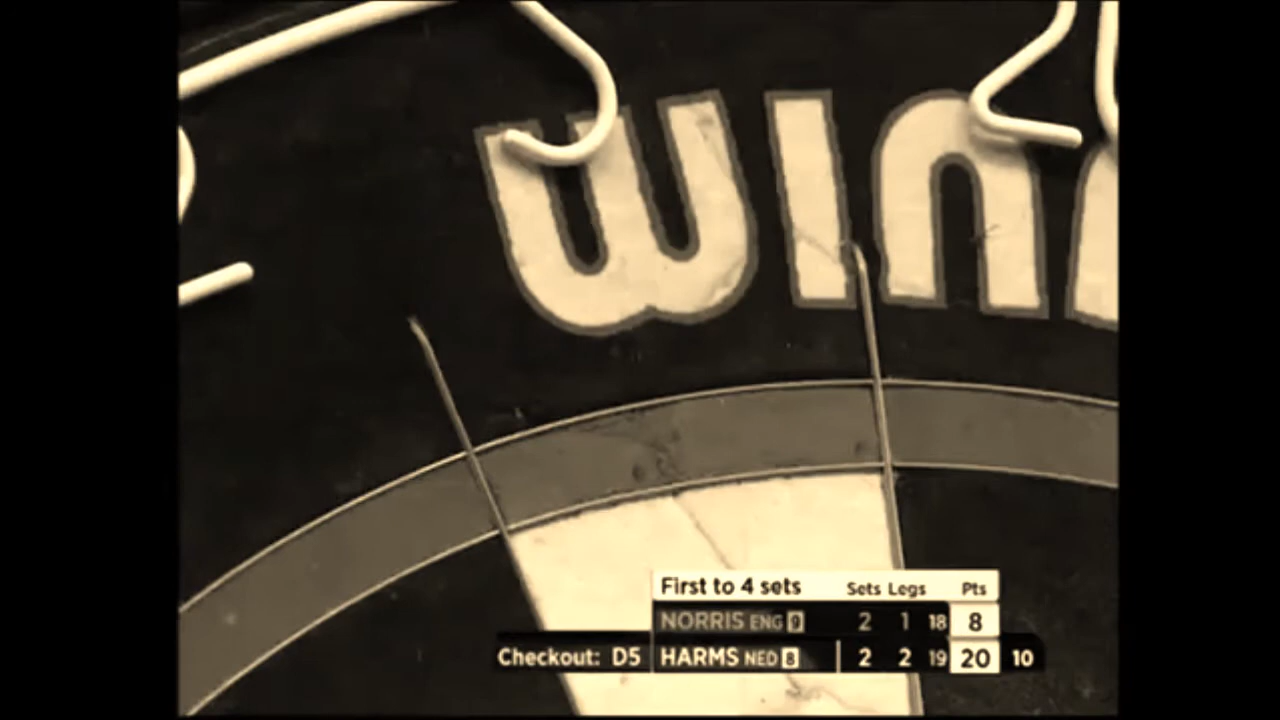 WINM
First to 4 sets Sets Legs Pts
NORRIS ENG 9 2 1 18 8
Checkout: D5 HARMS NED 8 2 2 19 20 10